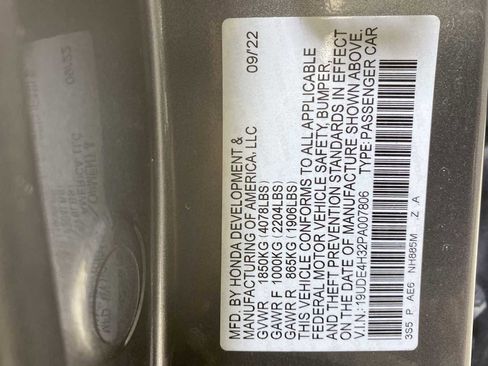 MFD. BY HONDA DEVELOPMENT & 09/22
MANUFACTURING OF AMERICA, LLC
GVWR 1850KG(4078LBS)
GAWR F 1000KG(2204LBS)
GAWR R 865KG(1906LBS)
THIS VEHICLE CONFORMS TO ALL APPLICABLE
FEDERAL MOTOR VEHICLE SAFETY, BUMPER,
AND THEFT PREVENTION STANDARDS IN EFFECT
ON THE DATE OF MANUFACTURE SHOWN ABOVE.
V.I.N.:19UDE4H32PA007806 TYPE:PASSENGER CAR
3S5 P AE6 NH885M Z A